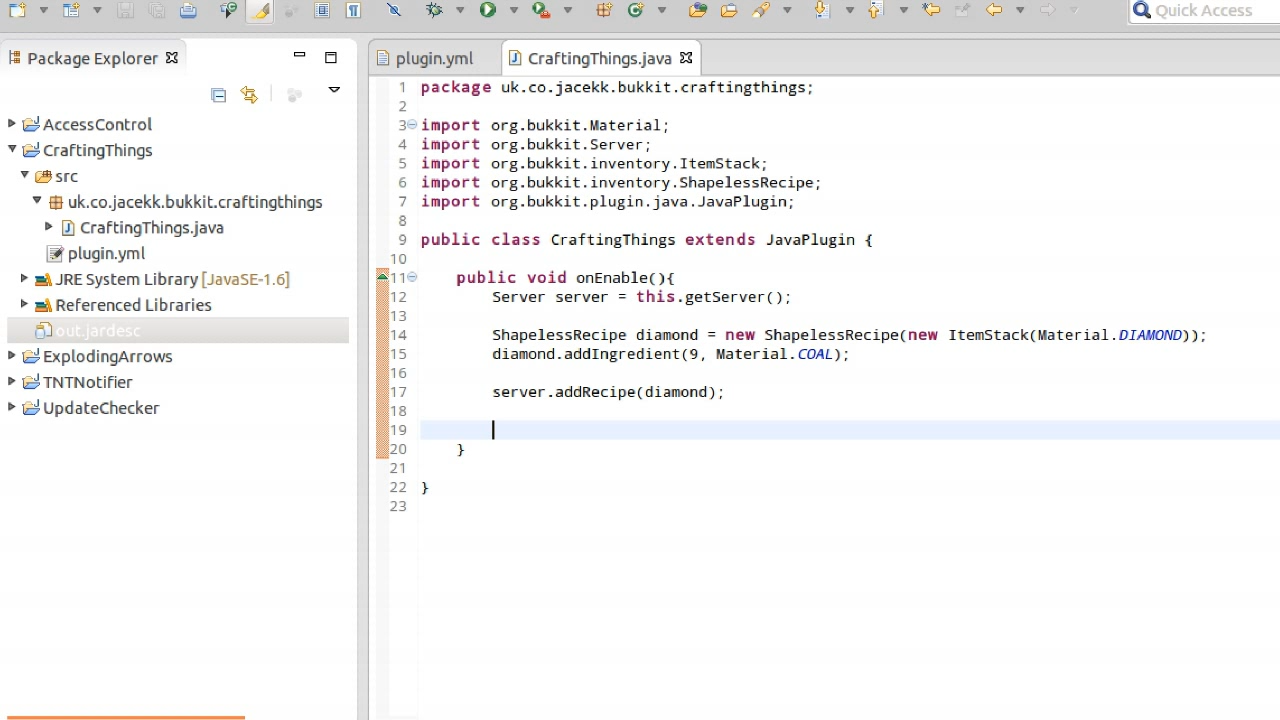 Quick Access
Package Explorer
AccessControl
CraftingThings
src
uk.co.jacekk.bukkit.craftingthings
CraftingThings.java
plugin.yml
JRE System Library [JavaSE-1.6]
Referenced Libraries
out.jardesc
ExplodingArrows
TNTNotifier
UpdateChecker
plugin.yml CraftingThings.java
1 package uk.co.jacekk.bukkit.craftingthings;
2
3 import org.bukkit.Material;
4 import org.bukkit.Server;
5 import org.bukkit.inventory.ItemStack;
6 import org.bukkit.inventory.ShapelessRecipe;
7 import org.bukkit.plugin.java.JavaPlugin;
8
9 public class CraftingThings extends JavaPlugin {
10
11 public void onEnable(){
12 Server server = this.getServer();
13
14 ShapelessRecipe diamond = new ShapelessRecipe(new ItemStack(Material.DIAMOND));
15 diamond.addIngredient(9, Material.COAL);
16
17 server.addRecipe(diamond);
18
19
20 }
21
22 }
23